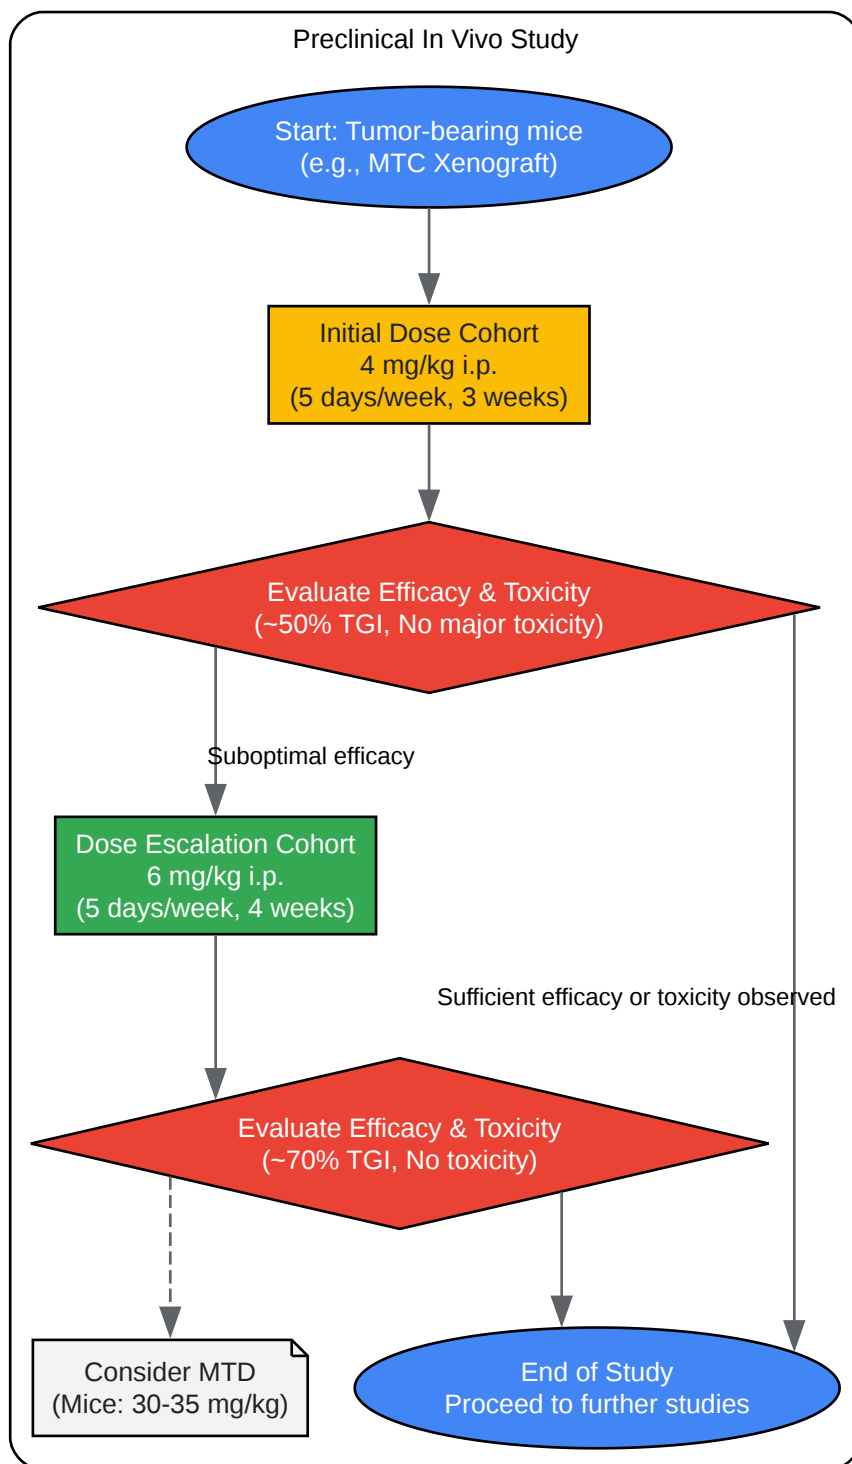 Preclinical In Vivo Study
Start: Tumor-bearing mice
(e.g., MTC Xenograft)
Initial Dose Cohort
4 mg/kg i.p.
(5 days/week, 3 weeks)
Evaluate Efficacy & Toxicity
(~50% TGI, No major toxicity)
Suboptimal efficacy
Dose Escalation Cohort
6 mg/kg i.p.
(5 days/week, 4 weeks)
Sufficient efficacy or toxicity observed
Evaluate Efficacy & Toxicity
(~70% TGI, No toxicity)
Consider MTD
(Mice: 30-35 mg/kg)
End of Study
Proceed to further studies